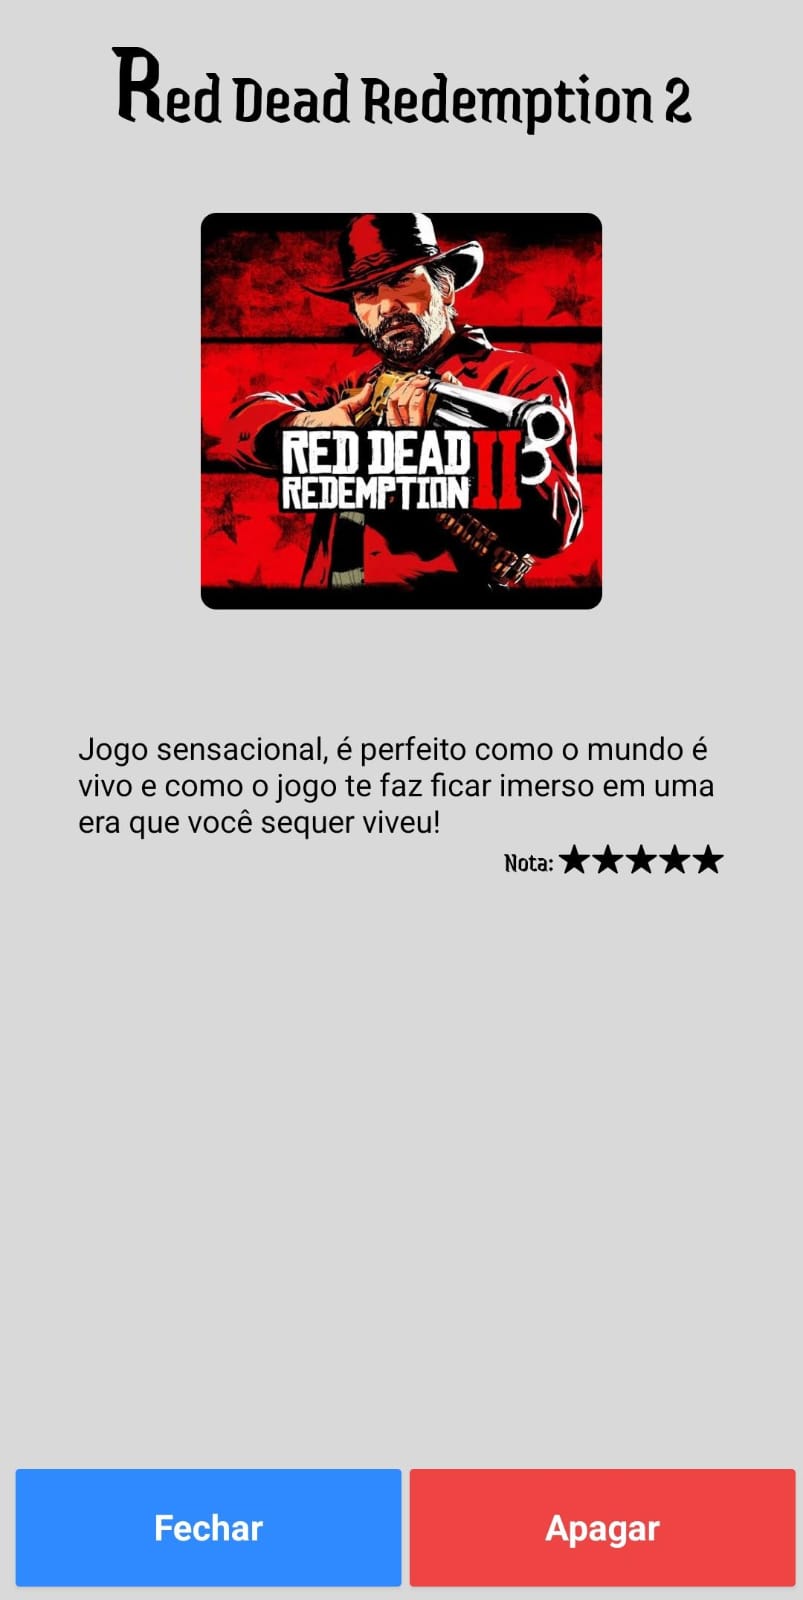 Red Dead Redemption 2
RED DEAD
REDEMPTION II
Jogo sensacional, é perfeito como o mundo é
vivo e como o jogo te faz ficar imerso em uma
era que você sequer viveu!
Nota: ★★★★★
Fechar
Apagar